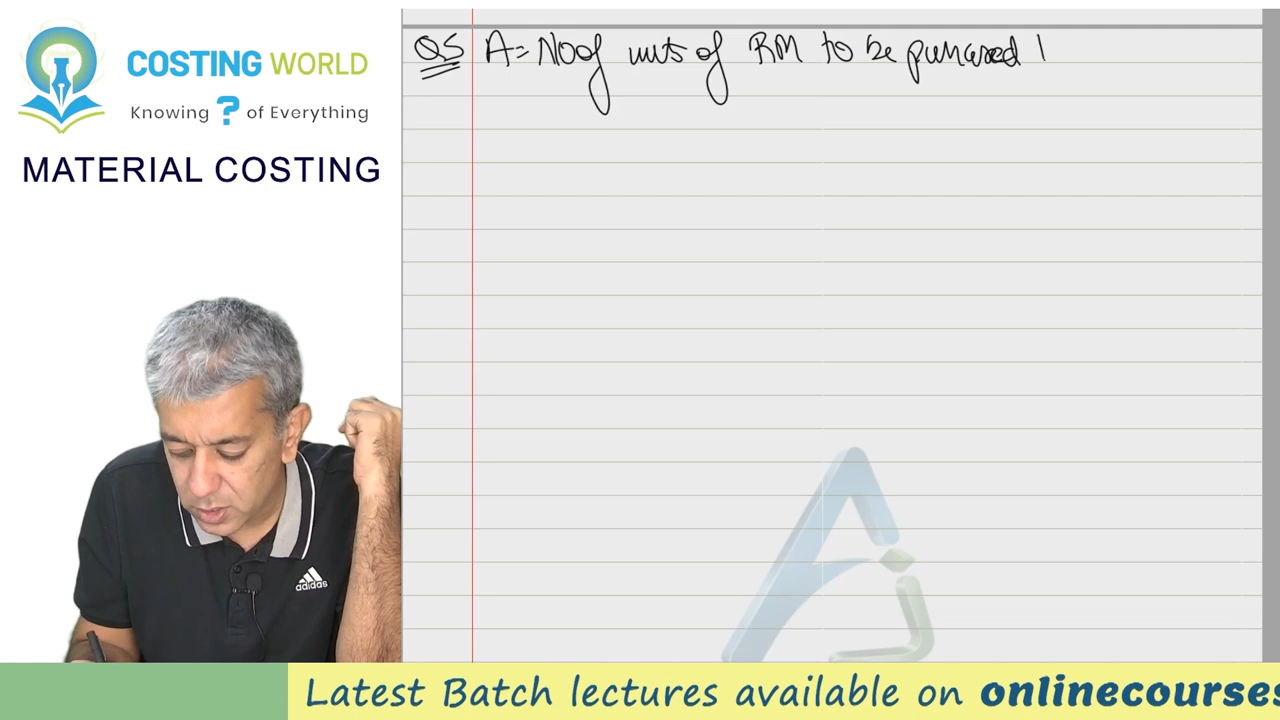 COSTING WORLD
Knowing ? of Everything
MATERIAL COSTING
Q5 A = No of units of RM to be purchased
adidas
Latest Batch lectures available on onlinecourses